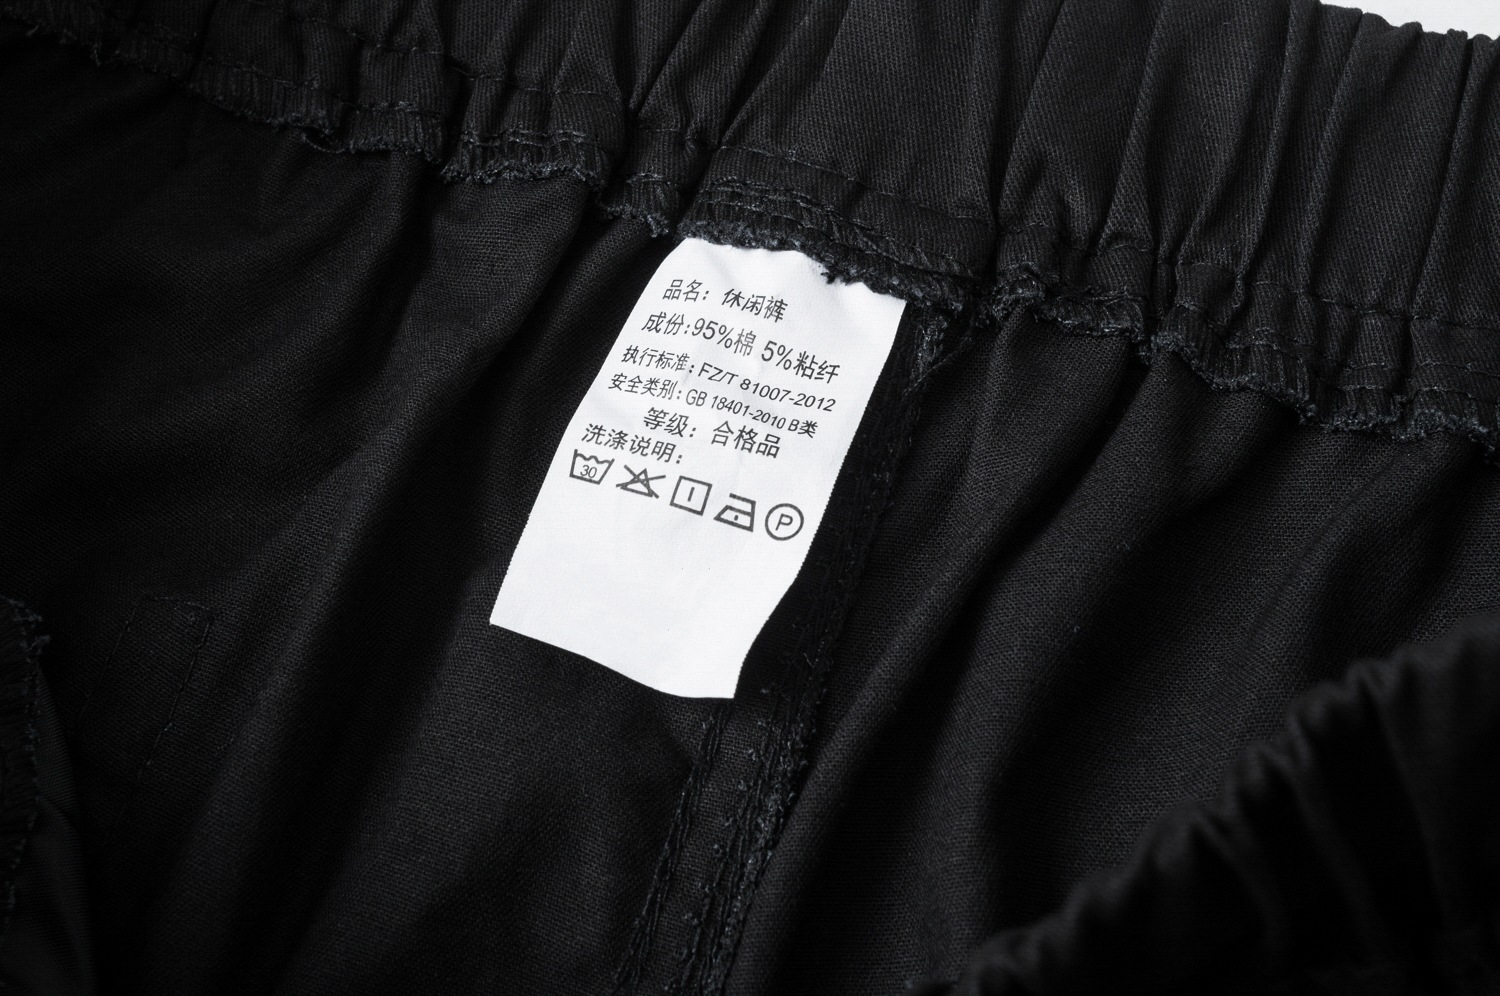 品名：休闲裤
成份:95%棉 5%粘纤
执行标准：FZ/T 81007-2012
安全类别：GB 18401-2010 B类
等级：合格品
洗涤说明：
30 P